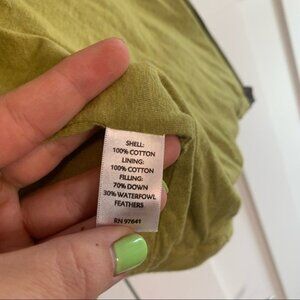 SHELL:
100% COTTON
LINING:
100% COTTON
FILLING:
70% DOWN
30% WATERFOWL
FEATHERS
RN 97641